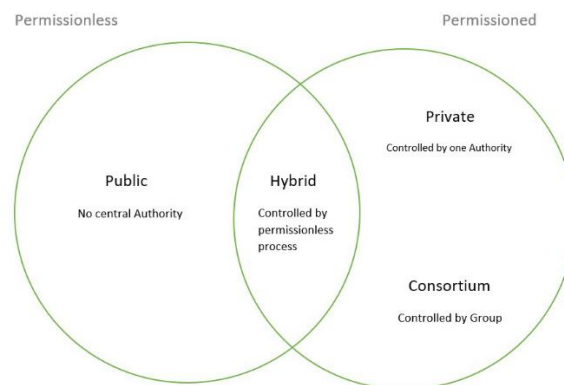 Permissionless
Permissioned
Private
Controlled by one Authority
Public
Hybrid
No central Authority
Controlled by
permissionless
process
Consortium
Controlled by Group